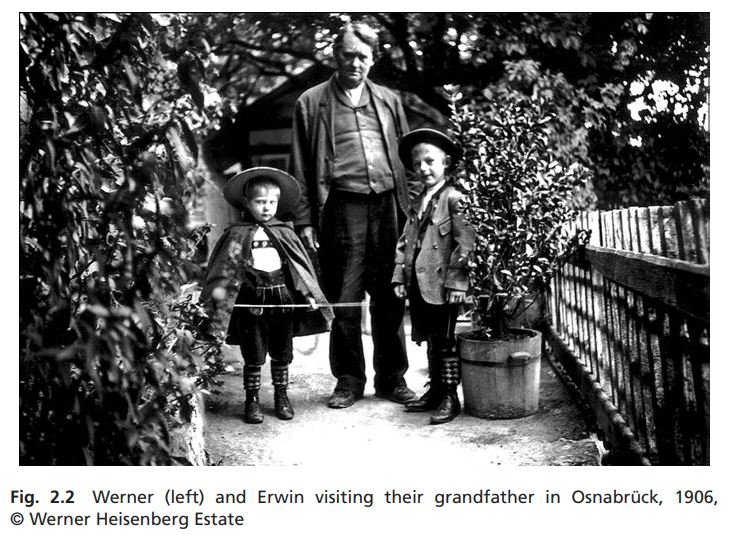 Fig. 2.2 Werner (left) and Erwin visiting their grandfather in Osnabrück, 1906,
© Werner Heisenberg Estate